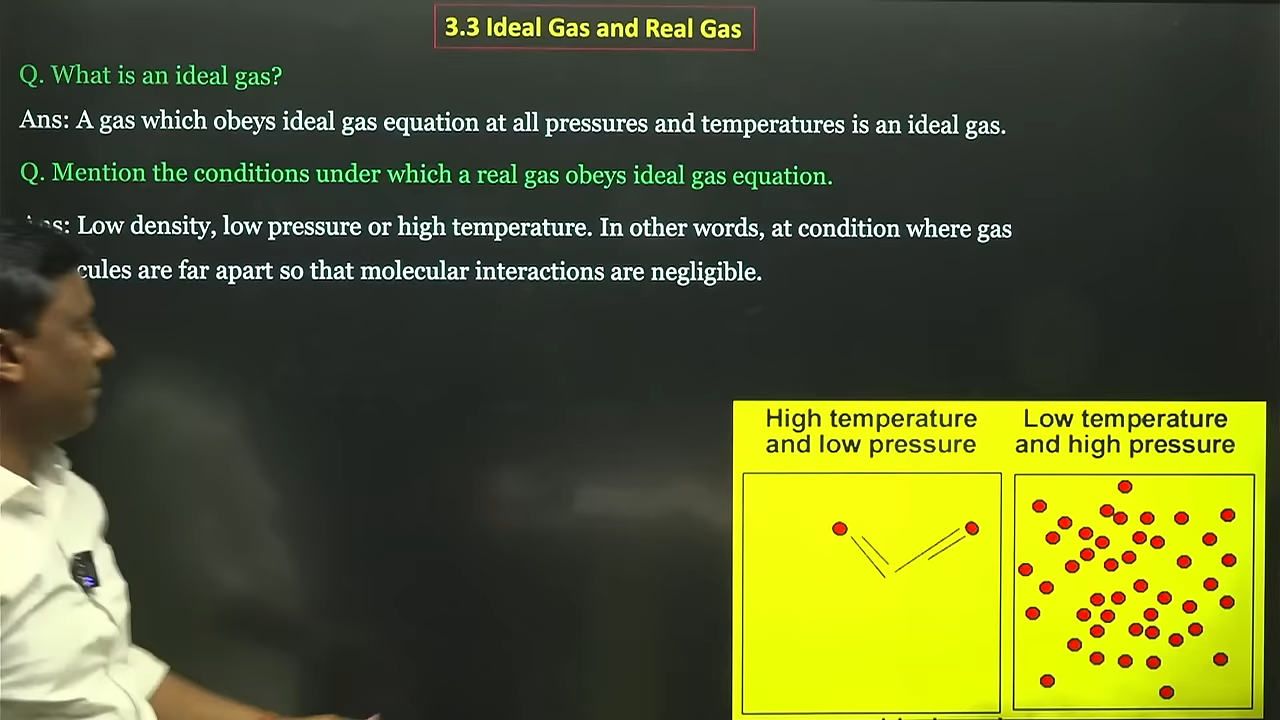 3.3 Ideal Gas and Real Gas
Q. What is an ideal gas?
Ans: A gas which obeys ideal gas equation at all pressures and temperatures is an ideal gas.
Q. Mention the conditions under which a real gas obeys ideal gas equation.
Ans: Low density, low pressure or high temperature. In other words, at condition where gas
cules are far apart so that molecular interactions are negligible.
High temperature
and low pressure
Low temperature
and high pressure